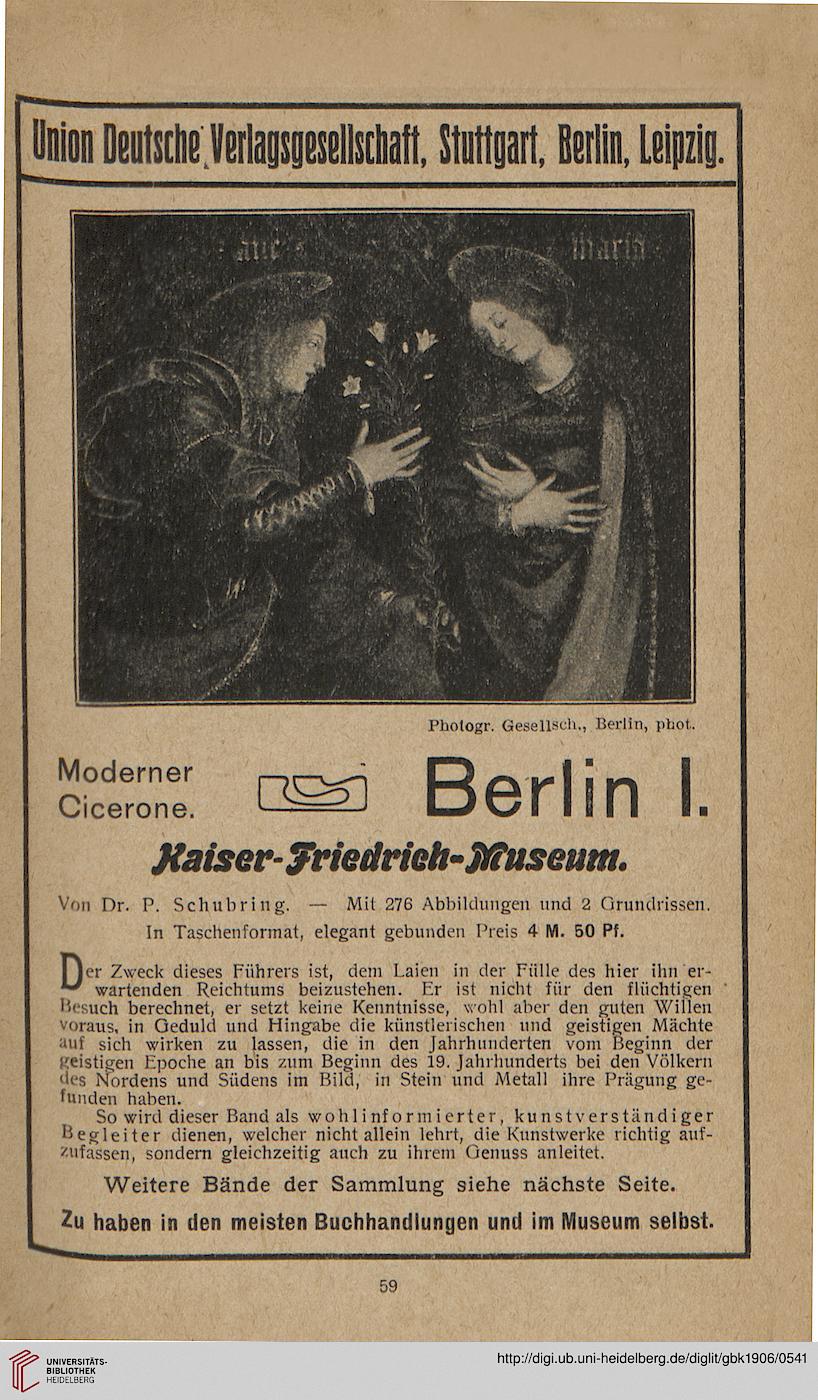 Union Deutsche Verlagsgesellschaft, Stuttgart, Berlin, Leipzig.
maria
Photogr. Gesellsch., Berlin, phot.
Moderner
Cicerone.
Berlin I.
Kaiser-Friedrich-Museum.
Von Dr. P. Schubring. — Mit 276 Abbildungen und 2 Grundrissen.
In Taschenformat, elegant gebunden Preis 4 M. 50 Pf.
Der Zweck dieses Führers ist, dem Laien in der Fülle des hier ihn er-
wartenden Reichtums beizustehen. Er ist nicht für den flüchtigen
Besuch berechnet, er setzt keine Kenntnisse, wohl aber den guten Willen
voraus, in Geduld und Hingabe die künstlerischen und geistigen Mächte
auf sich wirken zu lassen, die in den Jahrhunderten vom Beginn der
geistigen Epoche an bis zum Beginn des 19. Jahrhunderts bei den Völkern
des Nordens und Südens im Bild, in Stein und Metall ihre Prägung ge-
funden haben.
So wird dieser Band als wohlinformierter, kunstverständiger
Begleiter dienen, welcher nicht allein lehrt, die Kunstwerke richtig auf-
zufassen, sondern gleichzeitig auch zu ihrem Genuss anleitet.
Weitere Bände der Sammlung siehe nächste Seite.
Zu haben in den meisten Buchhandlungen und im Museum selbst.
59
UNIVERSITÄTS-
BIBLIOTHEK
HEIDELBERG
http://digi.ub.uni-heidelberg.de/diglit/gbk1906/0541